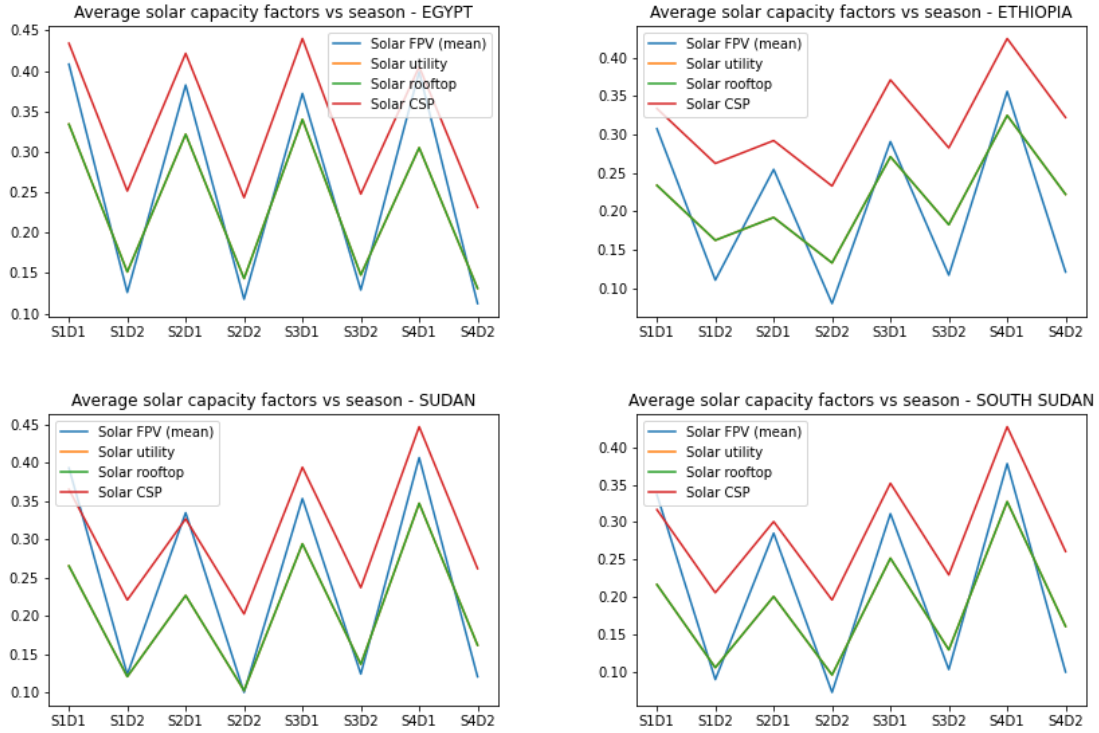 Average solar capacity factors vs season - EGYPT
0.45
0.40
0.35
0.30
0.25
0.20
0.15
0.10
Solar FPV (mean)
Solar utility
Solar rooftop
Solar CSP
S1D1 S1D2 S2D1 S2D2 S3D1 S3D2 S4D1 S4D2
Average solar capacity factors vs season - ETHIOPIA
0.40
0.35
0.30
0.25
0.20
0.15
0.10
Solar FPV (mean)
Solar utility
Solar rooftop
Solar CSP
S1D1 S1D2 S2D1 S2D2 S3D1 S3D2 S4D1 S4D2
Average solar capacity factors vs season - SUDAN
0.45
0.40
0.35
0.30
0.25
0.20
0.15
0.10
Solar FPV (mean)
Solar utility
Solar rooftop
Solar CSP
S1D1 S1D2 S2D1 S2D2 S3D1 S3D2 S4D1 S4D2
Average solar capacity factors vs season - SOUTH SUDAN
0.40
0.35
0.30
0.25
0.20
0.15
0.10
Solar FPV (mean)
Solar utility
Solar rooftop
Solar CSP
S1D1 S1D2 S2D1 S2D2 S3D1 S3D2 S4D1 S4D2